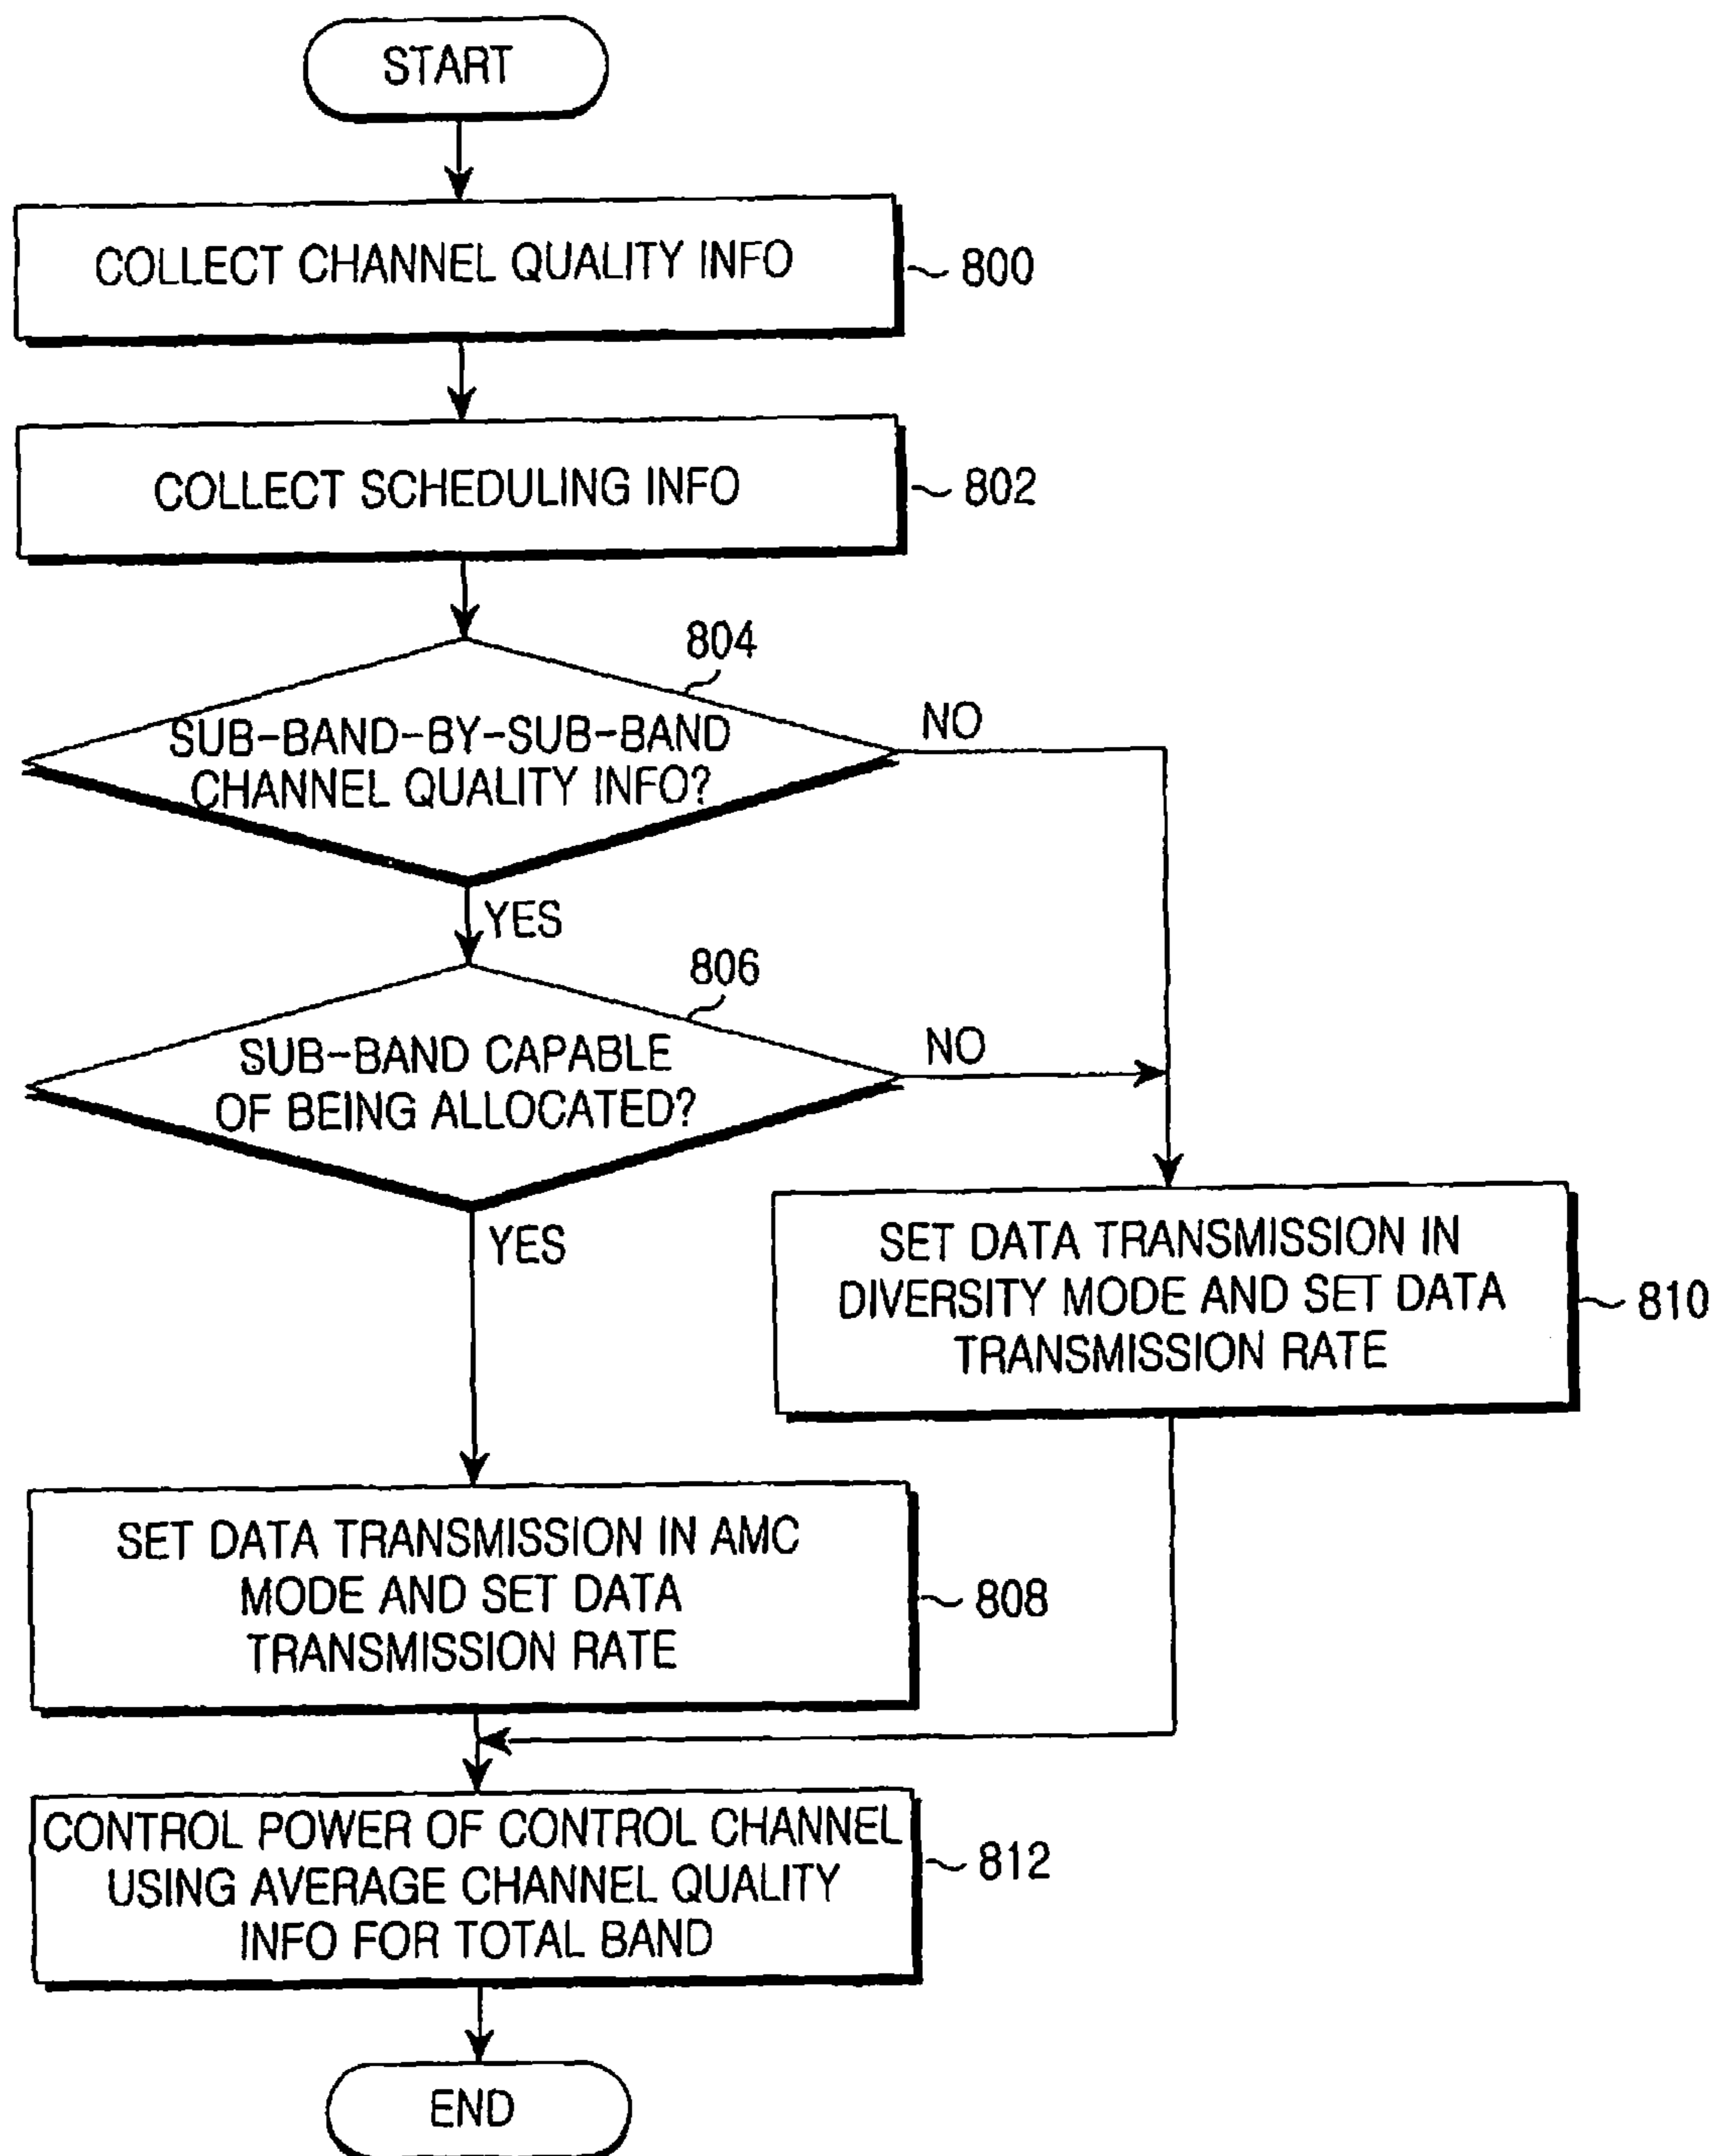 START
COLLECT CHANNEL QUALITY INFO
800
COLLECT SCHEDULING INFO
802
804
SUB-BAND-BY-SUB-BAND
CHANNEL QUALITY INFO?
NO
YES
806
SUB-BAND CAPABLE
OF BEING ALLOCATED?
NO
YES
SET DATA TRANSMISSION IN
DIVERSITY MODE AND SET DATA
TRANSMISSION RATE
810
SET DATA TRANSMISSION IN AMC
MODE AND SET DATA
TRANSMISSION RATE
808
CONTROL POWER OF CONTROL CHANNEL
USING AVERAGE CHANNEL QUALITY
INFO FOR TOTAL BAND
812
END